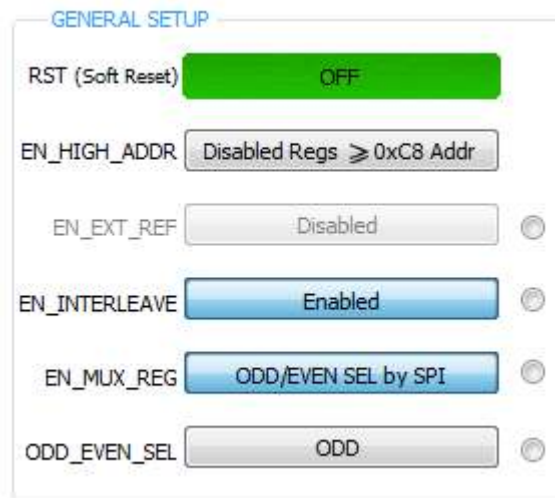 GENERAL SETUP
RST (Soft Reset) OFF
EN_HIGH_ADDR Disabled Regs ⩾ 0xC8 Addr
EN_EXT_REF Disabled
EN_INTERLEAVE Enabled
EN_MUX_REG ODD/EVEN SEL by SPI
ODD_EVEN_SEL ODD